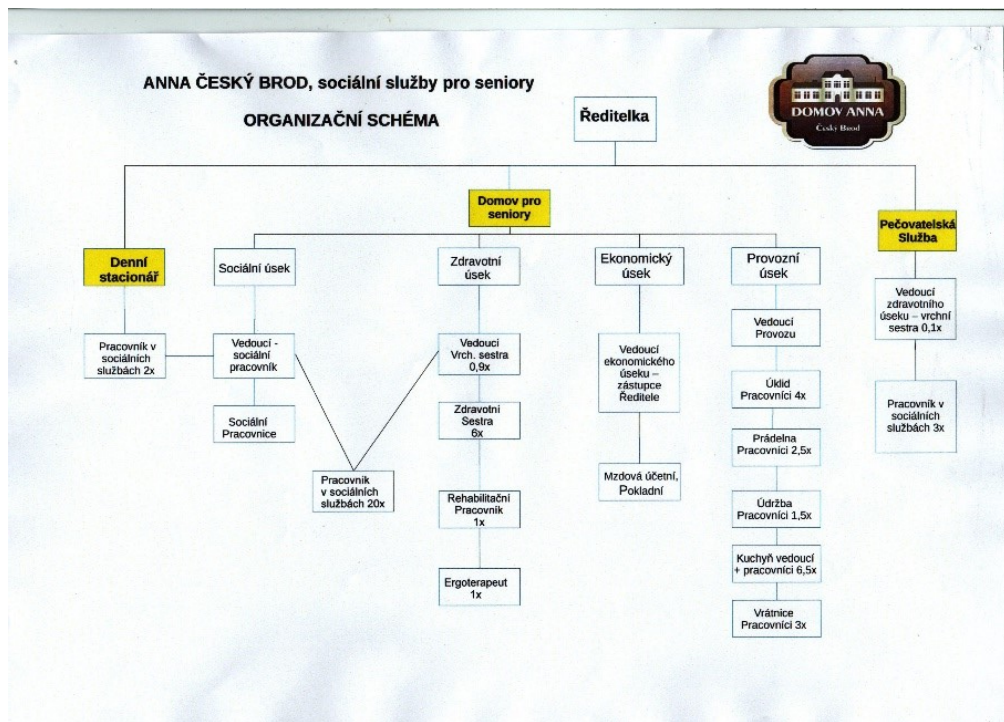 ANNA ČESKÝ BROD, sociální služby pro seniory
ORGANIZAČNÍ SCHÉMA
Ředitelka
DOMOV ANNA
Český Brod
Domov pro
seniory
Pečovatelská
Služba
Denní
stacionář
Sociální úsek
Zdravotní
úsek
Ekonomický
úsek
Provozní
úsek
Vedoucí
zdravotního
úseku – vrchní
sestra 0,1x
Pracovník v
sociálních
službách 2x
Vedoucí -
sociální
pracovník
Vedoucí
Vrch. sestra
0,9x
Vedoucí
ekonomického
úseku –
zástupce
Ředitele
Vedoucí
Provozu
Úklid
Pracovníci 4x
Pracovník v
sociálních
službách 3x
Sociální
Pracovnice
Zdravotní
Sestra
6x
Prádelna
Pracovníci 2,5x
Pracovník
v sociálních
službách 20x
Mzdová účetní,
Pokladní
Rehabilitační
Pracovník
1x
Údržba
Pracovníci 1,5x
Kuchyň vedoucí
+ pracovníci 6,5x
Ergoterapeut
1x
Vrátnice
Pracovníci 3x